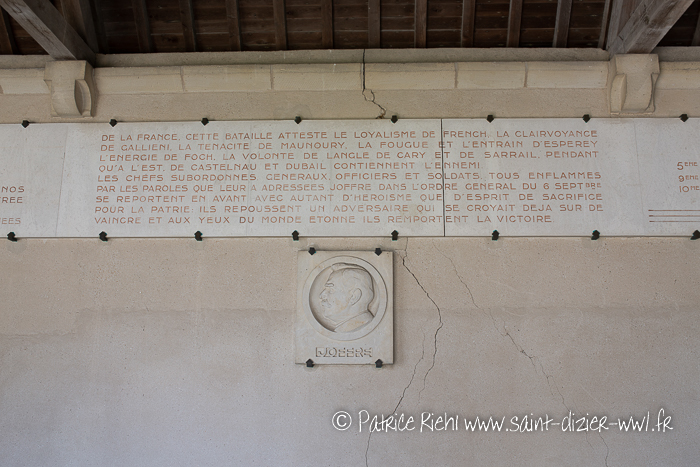 DE LA FRANCE, CETTE BATAILLE ATTESTE LE LOYALISME DE FRENCH, LA CLAIRVOYANCE
DE GALLIENI, LA TENACITE DE MAUNOURY, LA FOUGUE ET L'ENTRAIN D'ESPEREY
L'ENERGIE DE FOCH, LA VOLONTE DE LANGLE DE CARY ET DE SARRAIL, PENDANT
QU'A L'EST, DE CASTELNAU ET DUBAIL CONTIENNENT L'ENNEMI
LES CHEFS SUBORDONNES GENERAUX, OFFICIERS ET SOLDATS, TOUS ENFLAMMES
PAR LES PAROLES QUE LEUR A ADRESSEES JOFFRE DANS L'ORDRE GENERAL DU 6 SEPTBRE
SE REPORTENT EN AVANT AVEC AUTANT D'HEROISME QUE D'ESPRIT DE SACRIFICE
POUR LA PATRIE; ILS REPOUSSENT UN ADVERSAIRE QUI SE CROYAIT DEJA SUR DE
VAINCRE ET AUX YEUX DU MONDE ETONNE ILS REMPORTENT LA VICTOIRE.
NOS
5EME
9EME
JOFFRE
© Patrice Riehl www.saint-dizier-ww1.fr